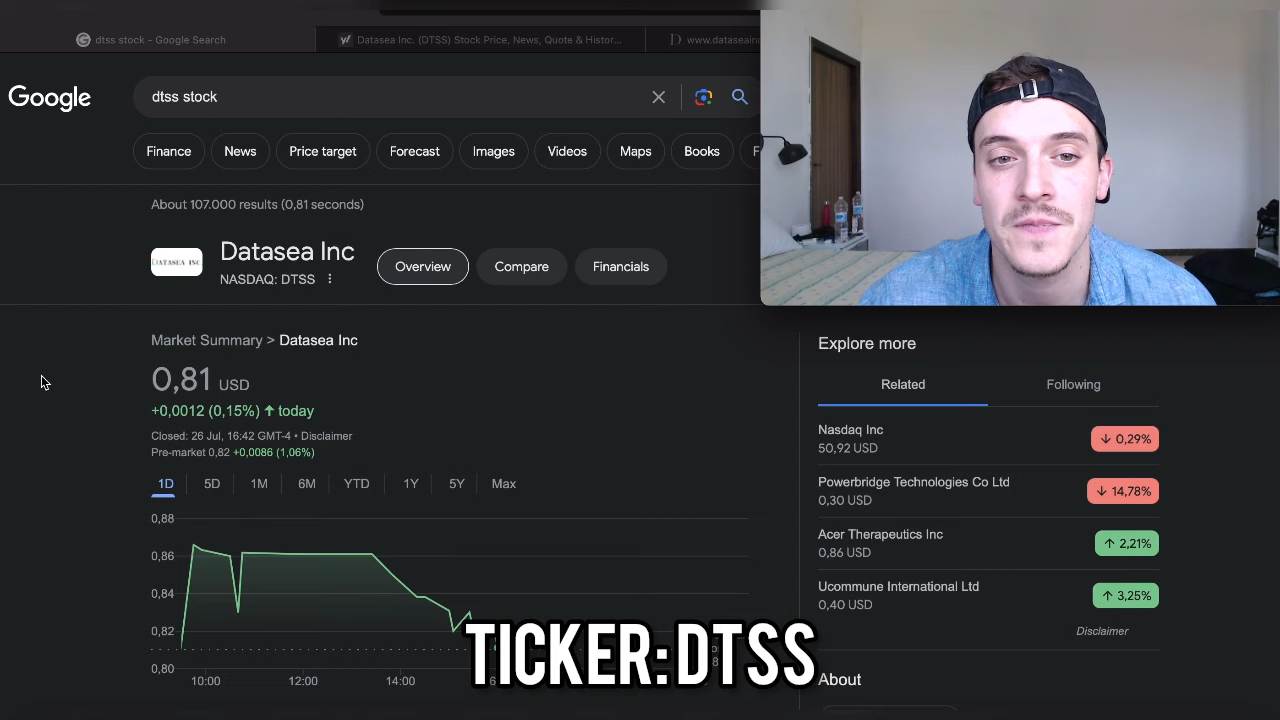 dtss stock - Google Search
Datasea Inc. (DTSS) Stock Price, News, Quote & Histor...
Google
dtss stock
Finance
News
Price target
Forecast
Images
Videos
Maps
Books
About 107.000 results (0,81 seconds)
DATASEA INC
Datasea Inc
NASDAQ: DTSS
Overview
Compare
Financials
Market Summary > Datasea Inc
0,81 USD
+0,0012 (0,15%) ↑ today
Closed: 26 Jul, 16:42 GMT-4 • Disclaimer
Pre-market 0,82 +0,0086 (1,06%)
1D
5D
1M
6M
YTD
1Y
5Y
Max
0,88
0,86
0,84
0,82
0,80
10:00
12:00
14:00
Explore more
Related
Following
Nasdaq Inc
50,92 USD
↓ 0,29%
Powerbridge Technologies Co Ltd
0,30 USD
↓ 14,78%
Acer Therapeutics Inc
0,86 USD
↑ 2,21%
Ucommune International Ltd
0,40 USD
↑ 3,25%
Disclaimer
About
TICKER: DTSS